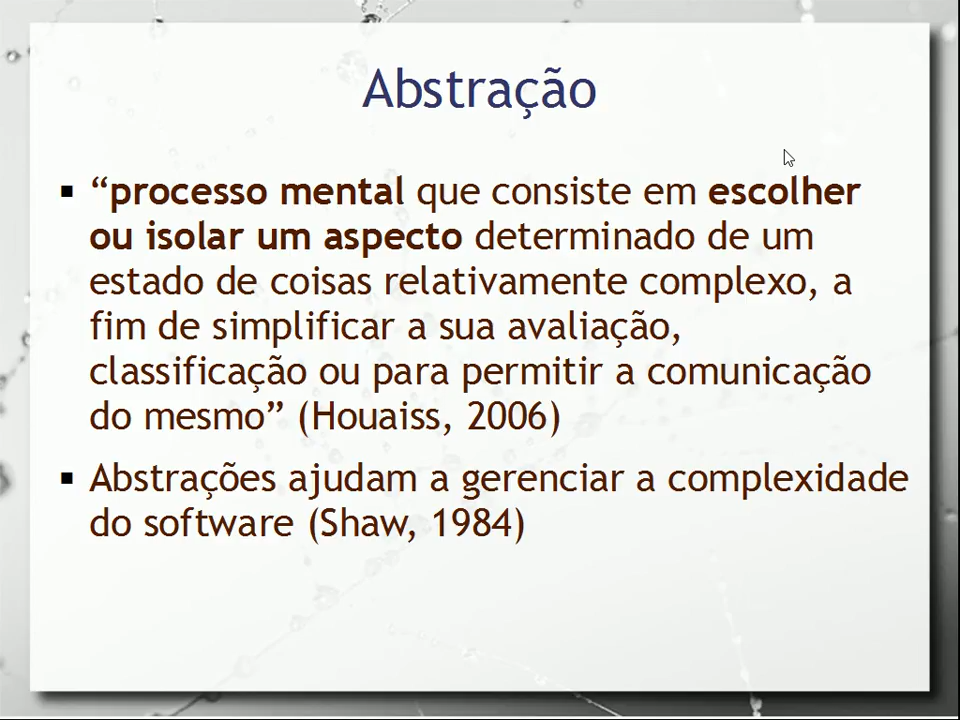 Abstração
▪ “processo mental que consiste em escolher
ou isolar um aspecto determinado de um
estado de coisas relativamente complexo, a
fim de simplificar a sua avaliação,
classificação ou para permitir a comunicação
do mesmo” (Houaiss, 2006)
▪ Abstrações ajudam a gerenciar a complexidade
do software (Shaw, 1984)